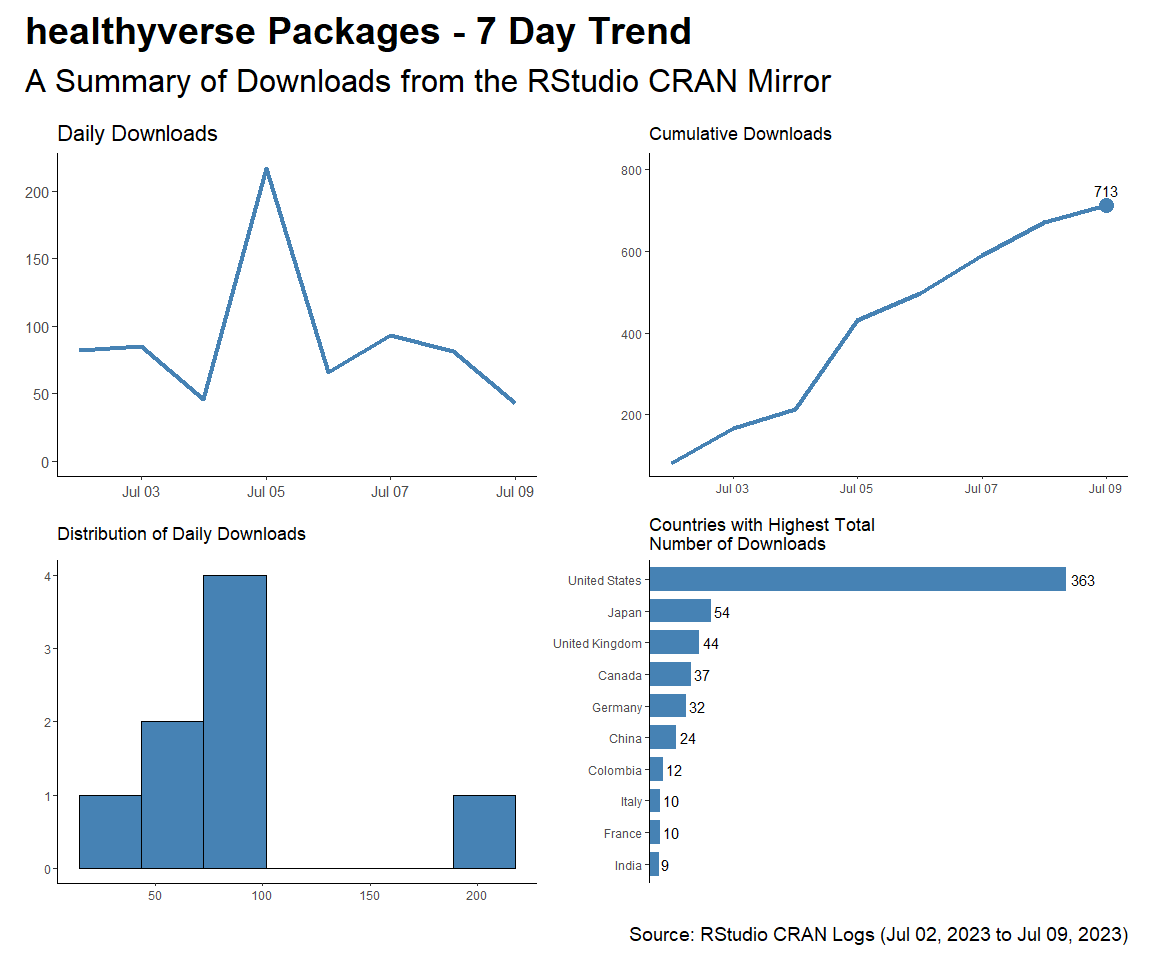 healthyverse Packages - 7 Day Trend
A Summary of Downloads from the RStudio CRAN Mirror
Daily Downloads
200
150
100
50
0
Jul 03 Jul 05 Jul 07 Jul 09
Cumulative Downloads
800
600
400
200
713
Jul 03 Jul 05 Jul 07 Jul 09
Distribution of Daily Downloads
4
3
2
1
0
50 100 150 200
Countries with Highest Total
Number of Downloads
United States 363
Japan 54
United Kingdom 44
Canada 37
Germany 32
China 24
Colombia 12
Italy 10
France 10
India 9
Source: RStudio CRAN Logs (Jul 02, 2023 to Jul 09, 2023)